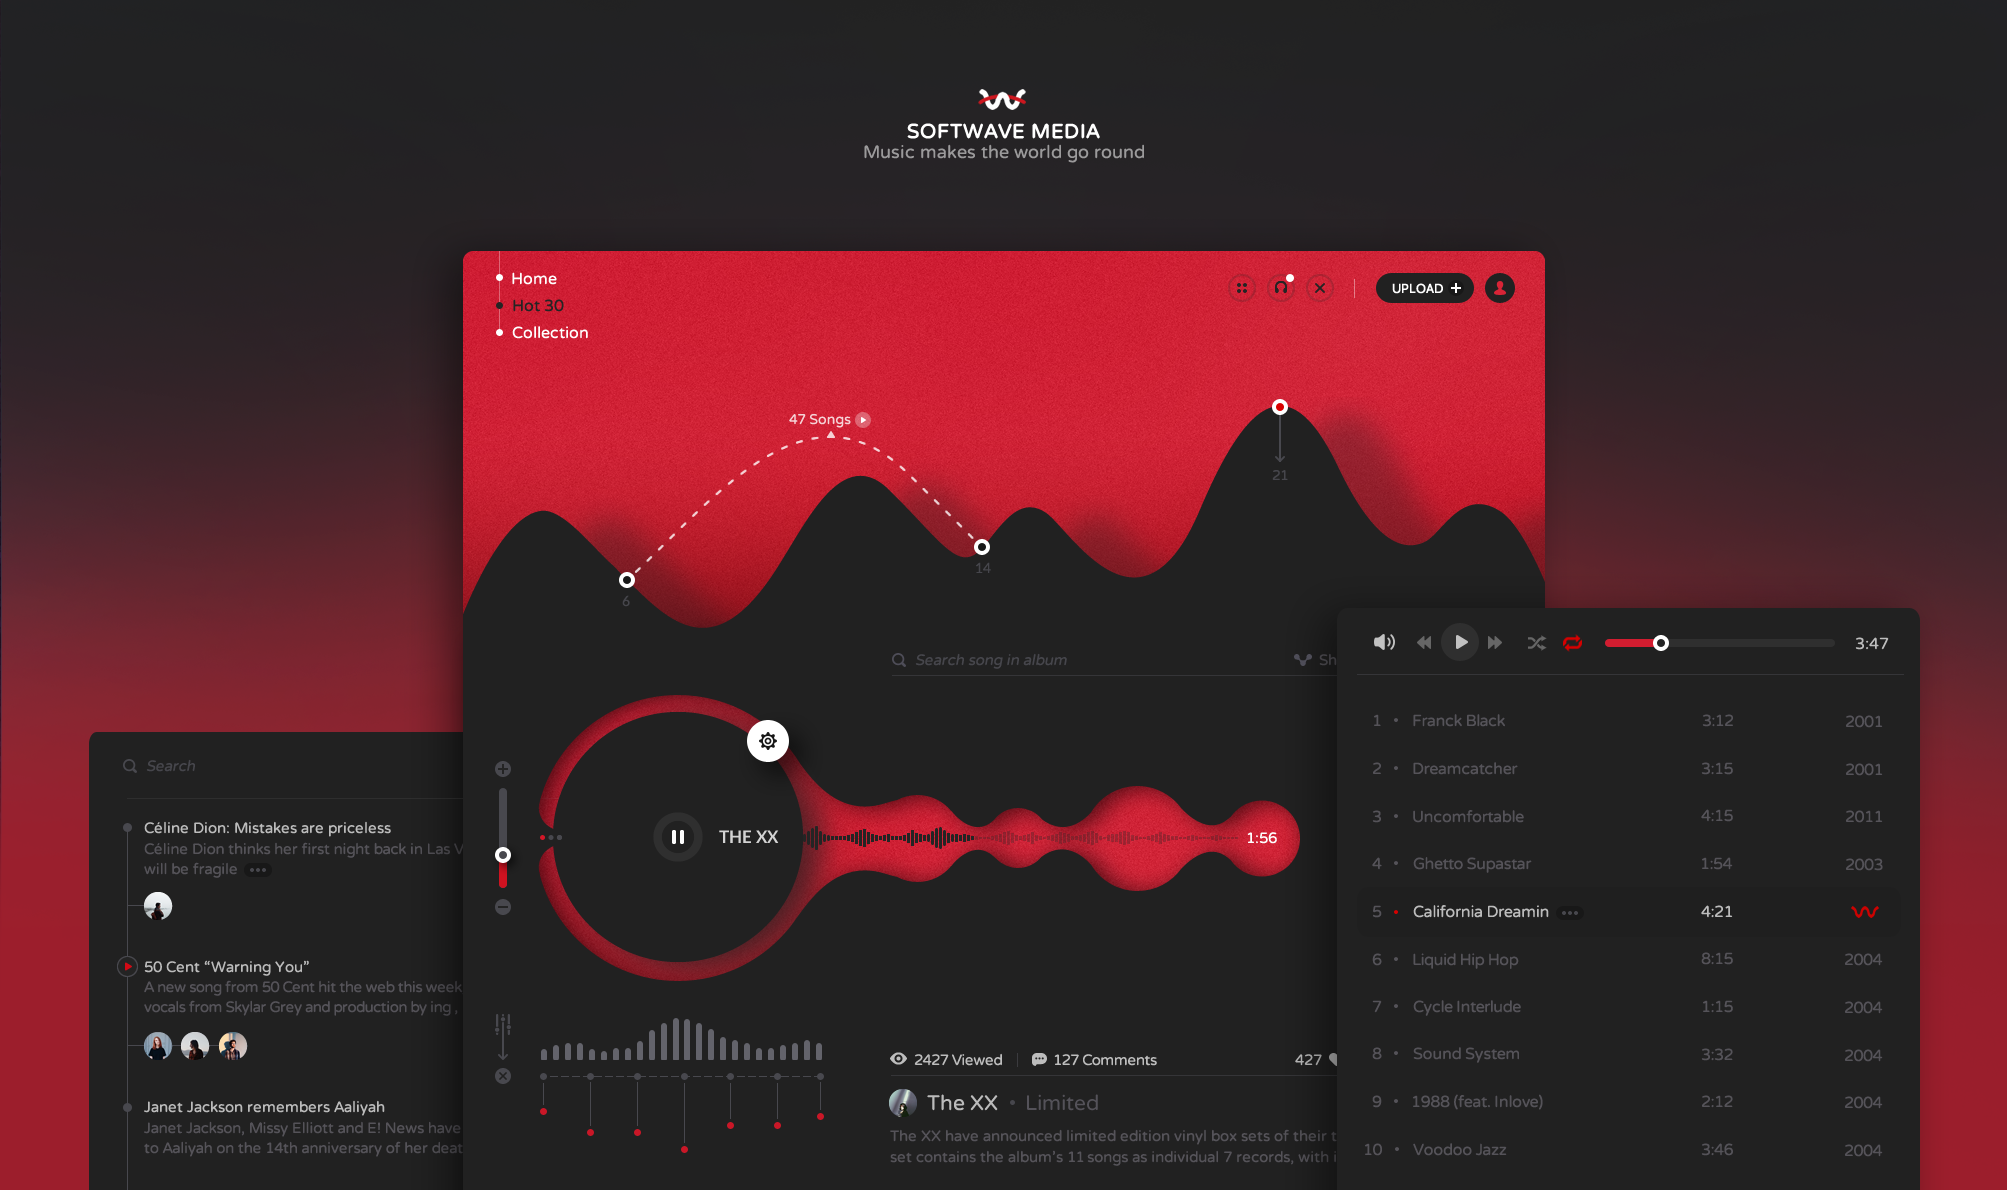 SOFTWAVE MEDIA
Music makes the world go round
Home
Hot 30
Collection
UPLOAD
47 Songs
21
14
6
Search song in album
Sh
THE XX
1:56
2427 Viewed
127 Comments
427
The XX • Limited
The XX have announced limited edition vinyl box sets of their t
set contains the album's 11 songs as individual 7 records, with i
Search
Céline Dion: Mistakes are priceless
Céline Dion thinks her first night back in Las V
will be fragile
50 Cent “Warning You”
A new song from 50 Cent hit the web this week
vocals from Skylar Grey and production by ing ,
Janet Jackson remembers Aaliyah
Janet Jackson, Missy Elliott and E! News have
to Aaliyah on the 14th anniversary of her deat
3:47
1 • Franck Black 3:12 2001
2 • Dreamcatcher 3:15 2001
3 • Uncomfortable 4:15 2011
4 • Ghetto Supastar 1:54 2003
5 • California Dreamin 4:21
6 • Liquid Hip Hop 8:15 2004
7 • Cycle Interlude 1:15 2004
8 • Sound System 3:32 2004
9 • 1988 (feat. Inlove) 2:12 2004
10 • Voodoo Jazz 3:46 2004